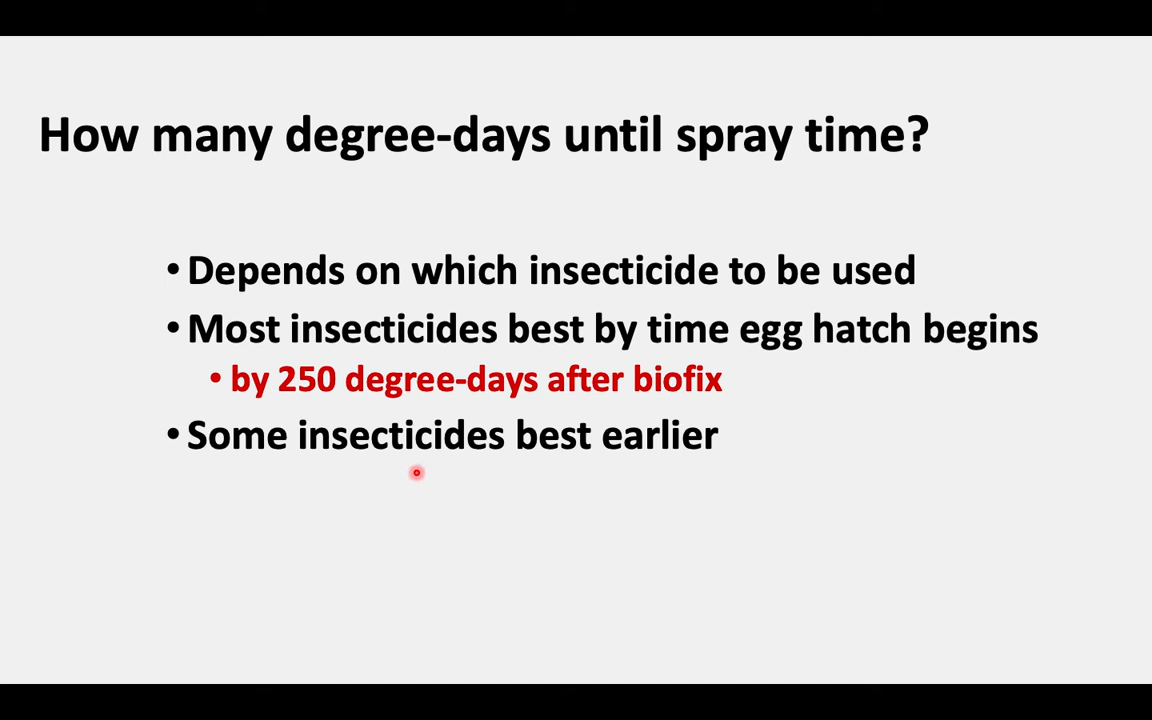 How many degree-days until spray time?
• Depends on which insecticide to be used
• Most insecticides best by time egg hatch begins
• by 250 degree-days after biofix
• Some insecticides best earlier